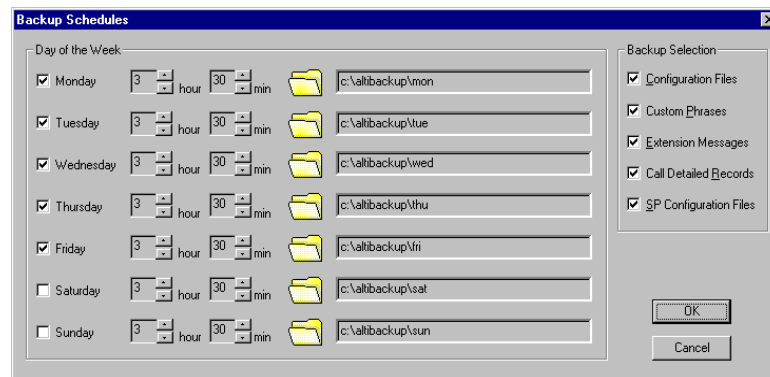 Backup Schedules
Day of the Week
Monday 3 hour 30 min c:\altibackup\mon
Tuesday 3 hour 30 min c:\altibackup\tue
Wednesday 3 hour 30 min c:\altibackup\wed
Thursday 3 hour 30 min c:\altibackup\thu
Friday 3 hour 30 min c:\altibackup\fri
Saturday 3 hour 30 min c:\altibackup\sat
Sunday 3 hour 30 min c:\altibackup\sun
Backup Selection
Configuration Files
Custom Phrases
Extension Messages
Call Detailed Records
SP Configuration Files
OK
Cancel